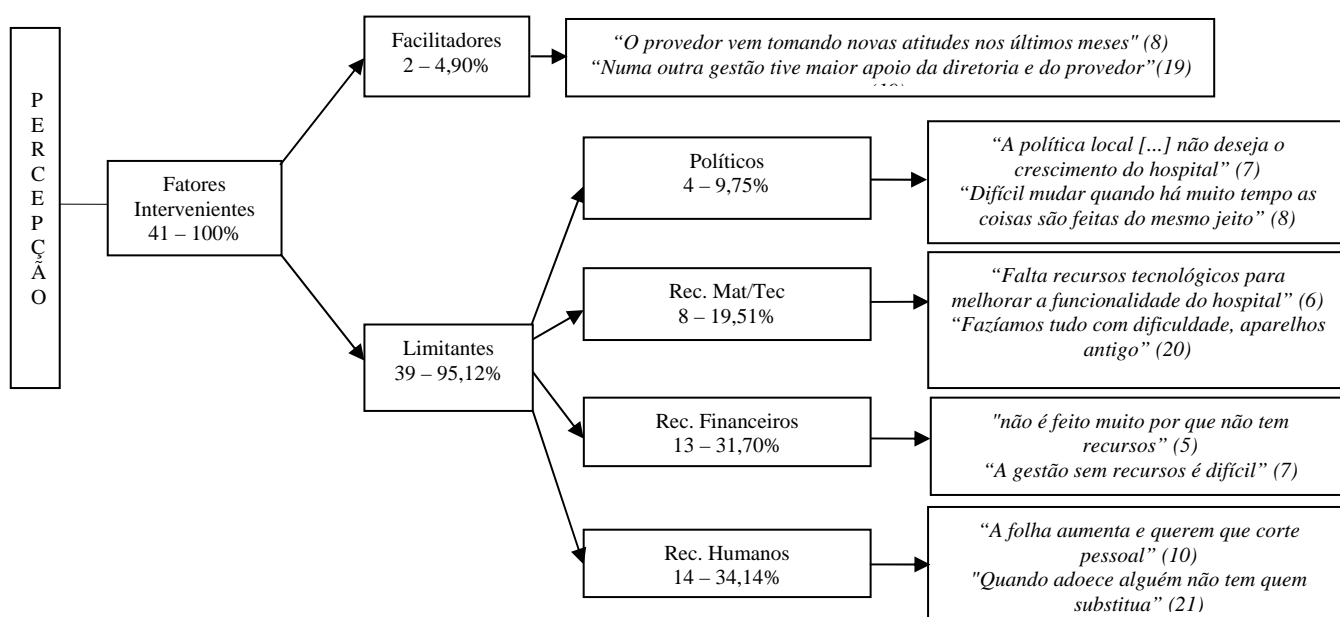 PERCEPÇÃO
Fatores
Intervenientes
41 – 100%
Facilitadores
2 – 4,90%
“O provedor vem tomando novas atitudes nos últimos meses" (8)
“Numa outra gestão tive maior apoio da diretoria e do provedor”(19)
Limitantes
39 – 95,12%
Políticos
4 – 9,75%
“A política local [...] não deseja o
crescimento do hospital” (7)
“Difícil mudar quando há muito tempo as
coisas são feitas do mesmo jeito” (8)
Rec. Mat/Tec
8 – 19,51%
“Falta recursos tecnológicos para
melhorar a funcionalidade do hospital” (6)
“Fazíamos tudo com dificuldade, aparelhos
antigo” (20)
Rec. Financeiros
13 – 31,70%
"não é feito muito por que não tem
recursos” (5)
“A gestão sem recursos é difícil” (7)
Rec. Humanos
14 – 34,14%
“A folha aumenta e querem que corte
pessoal” (10)
"Quando adoece alguém não tem quem
substitua” (21)